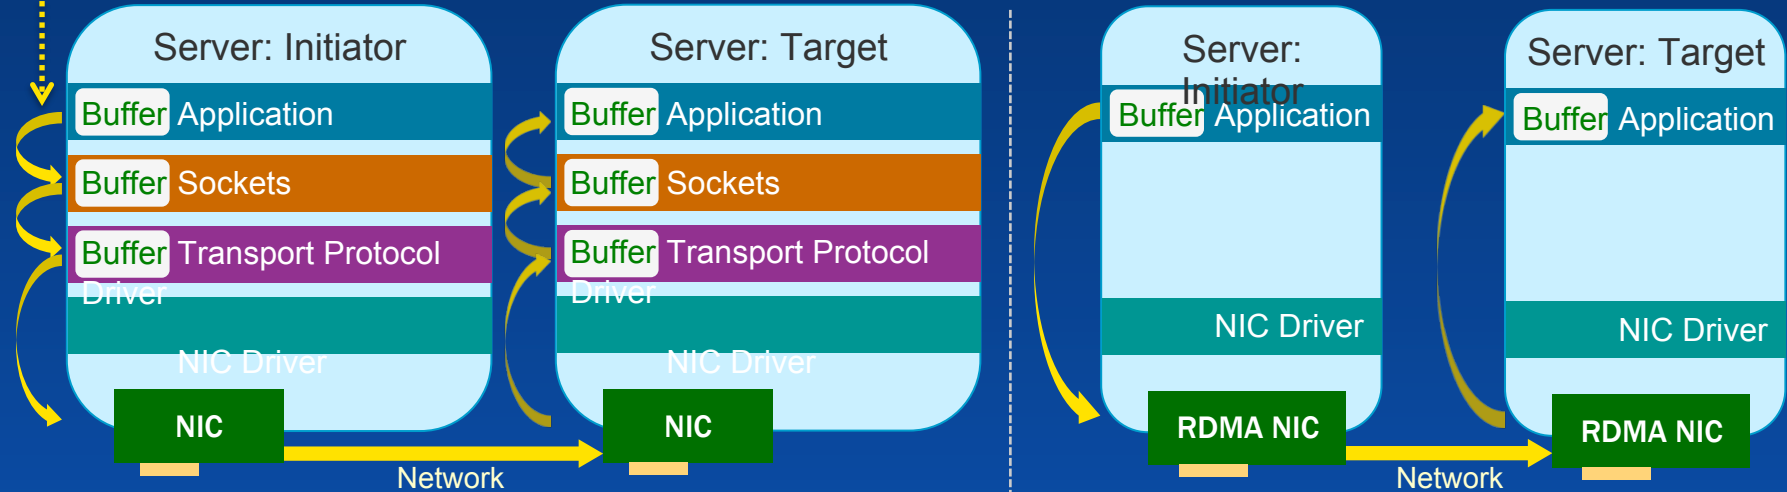 Server: Initiator
Buffer Application
Buffer Sockets
Buffer Transport Protocol
Driver
NIC Driver
NIC
Server: Target
Buffer Application
Buffer Sockets
Buffer Transport Protocol
Driver
NIC Driver
NIC
Network
Server:
Initiator
Buffer Application
NIC Driver
RDMA NIC
Server: Target
Buffer Application
NIC Driver
RDMA NIC
Network